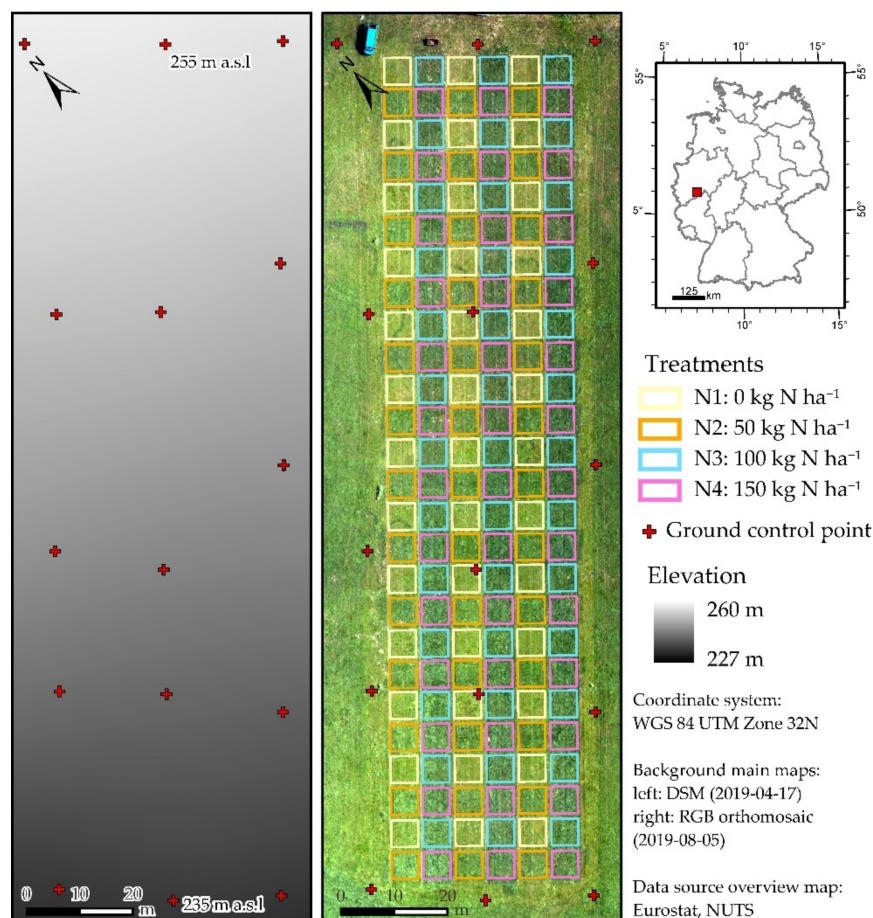 N
255 m a.s.l
0 10 20
m
235 m a.s.l
N
0 10 20
m
5° 10° 15°
55° 55°
5° 50°
10° 15°
125
km
Treatments
N1: 0 kg N ha⁻¹
N2: 50 kg N ha⁻¹
N3: 100 kg N ha⁻¹
N4: 150 kg N ha⁻¹
Ground control point
Elevation
260 m
227 m
Coordinate system:
WGS 84 UTM Zone 32N
Background main maps:
left: DSM (2019-04-17)
right: RGB orthomosaic
(2019-08-05)
Data source overview map:
Eurostat, NUTS